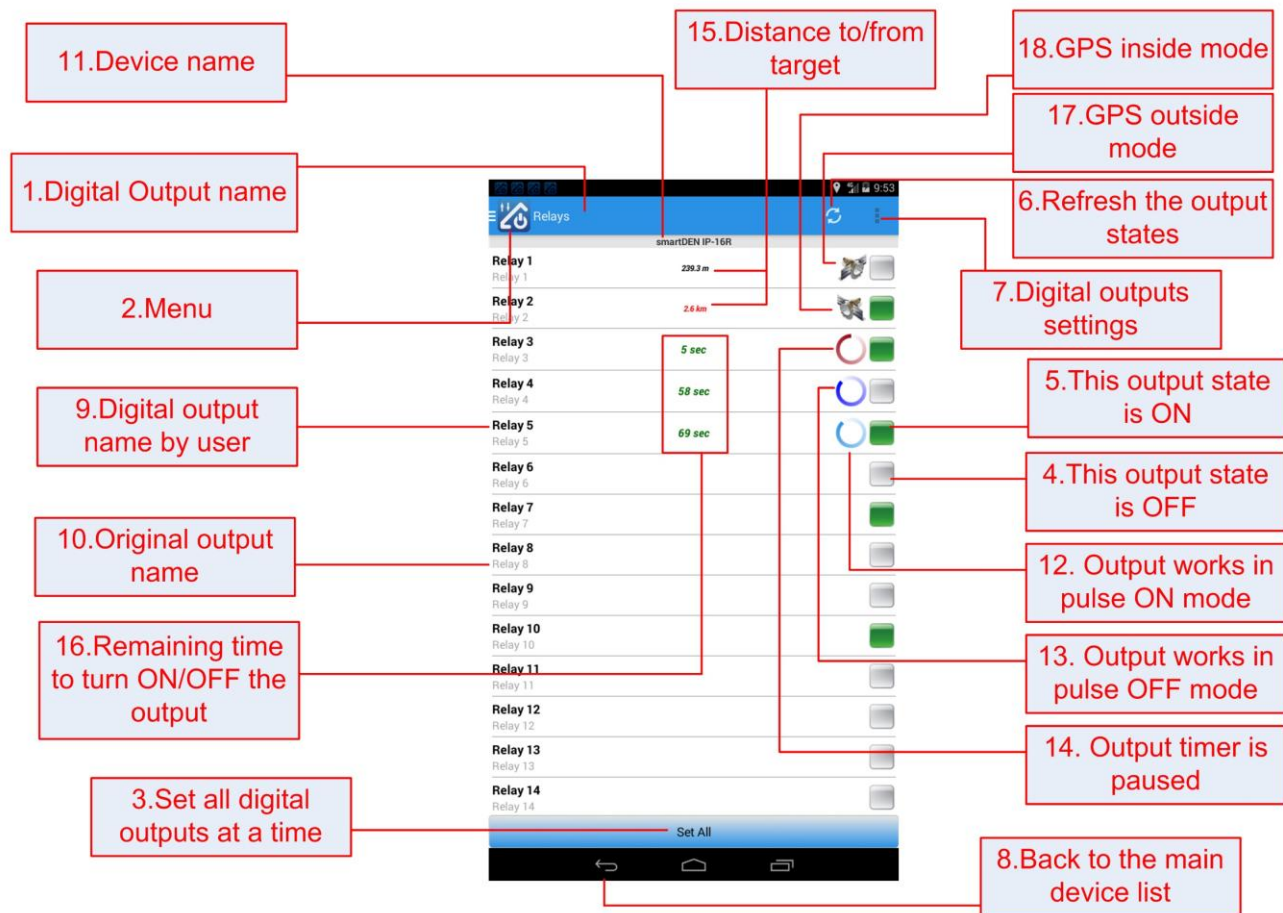 11.Device name
15.Distance to/from
target
18.GPS inside mode
17.GPS outside
mode
1.Digital Output name
6.Refresh the output
states
2.Menu
7.Digital outputs
settings
9.Digital output
name by user
5.This output state
is ON
4.This output state
is OFF
10.Original output
name
12. Output works in
pulse ON mode
16.Remaining time
to turn ON/OFF the
output
13. Output works in
pulse OFF mode
14. Output timer is
paused
3.Set all digital
outputs at a time
8.Back to the main
device list
9:53
Relays
smartDEN IP-16R
Relay 1
Relay 1
239.3 m
Relay 2
Relay 2
2.6 km
Relay 3
Relay 3
5 sec
Relay 4
Relay 4
58 sec
Relay 5
Relay 5
69 sec
Relay 6
Relay 6
Relay 7
Relay 7
Relay 8
Relay 8
Relay 9
Relay 9
Relay 10
Relay 10
Relay 11
Relay 11
Relay 12
Relay 12
Relay 13
Relay 13
Relay 14
Relay 14
Set All